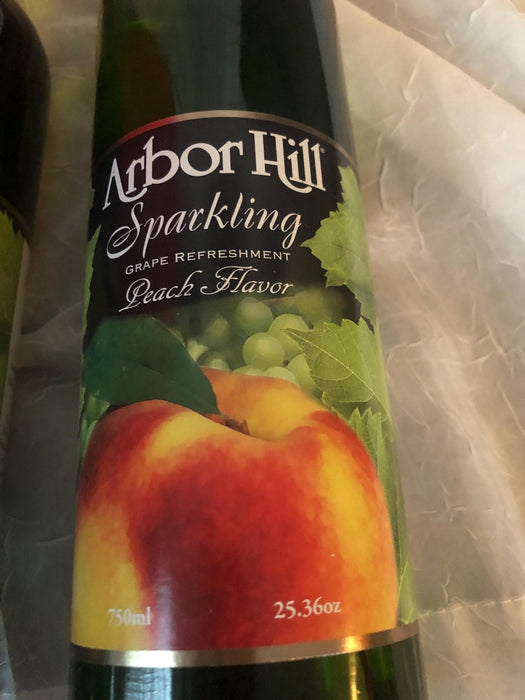 Arbor Hill
Sparkling
GRAPE REFRESHMENT
Peach Flavor
750ml 25.36oz